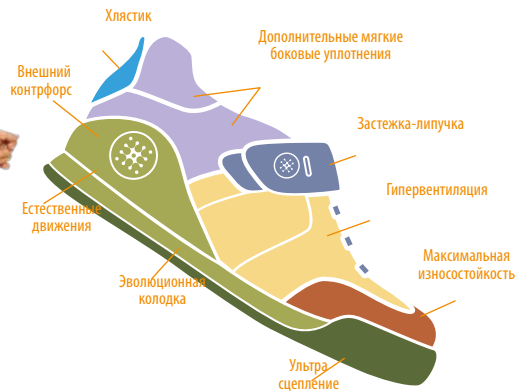 Хлястик
Дополнительные мягкие
боковые уплотнения
Внешний
контрфорс
Застежка-липучка
Гипервентиляция
Естественные
движения
Максимальная
износостойкость
Эволюционная
колодка
Ультра
сцепление